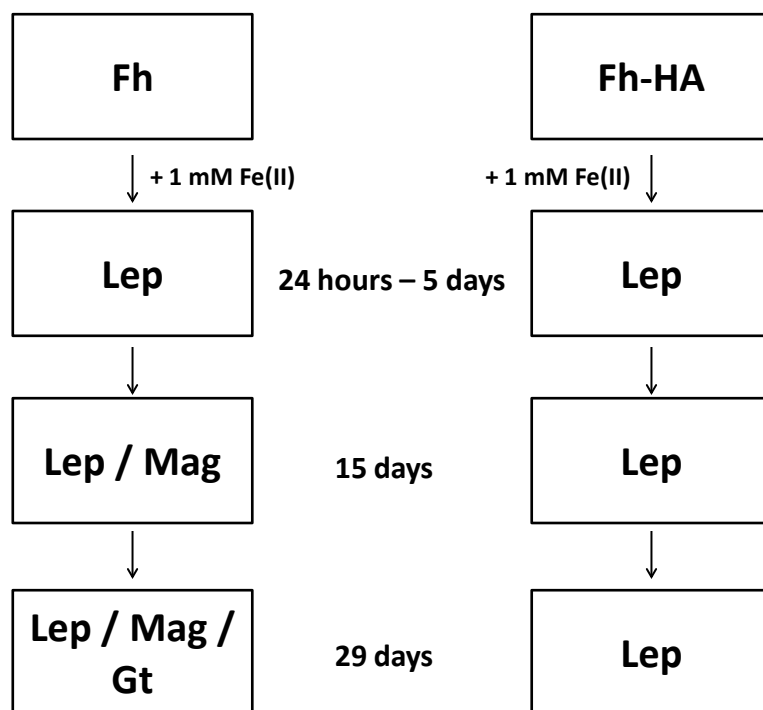 Fh
Fh-HA
+ 1 mM Fe(II)
+ 1 mM Fe(II)
Lep
24 hours – 5 days
Lep
Lep / Mag
15 days
Lep
Lep / Mag /
Gt
29 days
Lep